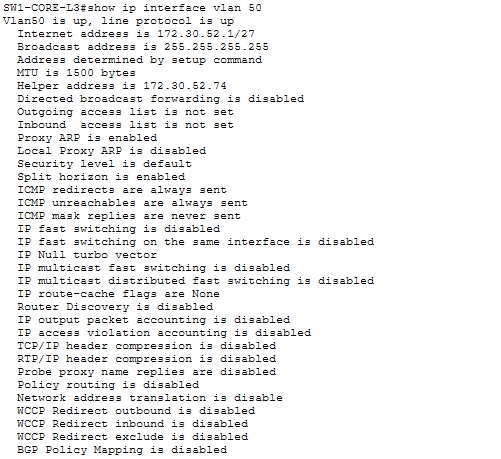 SW1-CORE-L3#show ip interface vlan 50
Vlan50 is up, line protocol is up
Internet address is 172.30.52.1/27
Broadcast address is 255.255.255.255
Address determined by setup command
MTU is 1500 bytes
Helper address is 172.30.52.74
Directed broadcast forwarding is disabled
Outgoing access list is not set
Inbound  access list is not set
Proxy ARP is enabled
Local Proxy ARP is disabled
Security level is default
Split horizon is enabled
ICMP redirects are always sent
ICMP unreachables are always sent
ICMP mask replies are never sent
IP fast switching is disabled
IP fast switching on the same interface is disabled
IP Null turbo vector
IP multicast fast switching is disabled
IP multicast distributed fast switching is disabled
IP route-cache flags are None
Router Discovery is disabled
IP output packet accounting is disabled
IP access violation accounting is disabled
TCP/IP header compression is disabled
RTP/IP header compression is disabled
Probe proxy name replies are disabled
Policy routing is disabled
Network address translation is disable
WCCP Redirect outbound is disabled
WCCP Redirect inbound is disabled
WCCP Redirect exclude is disabled
BGP Policy Mapping is disabled